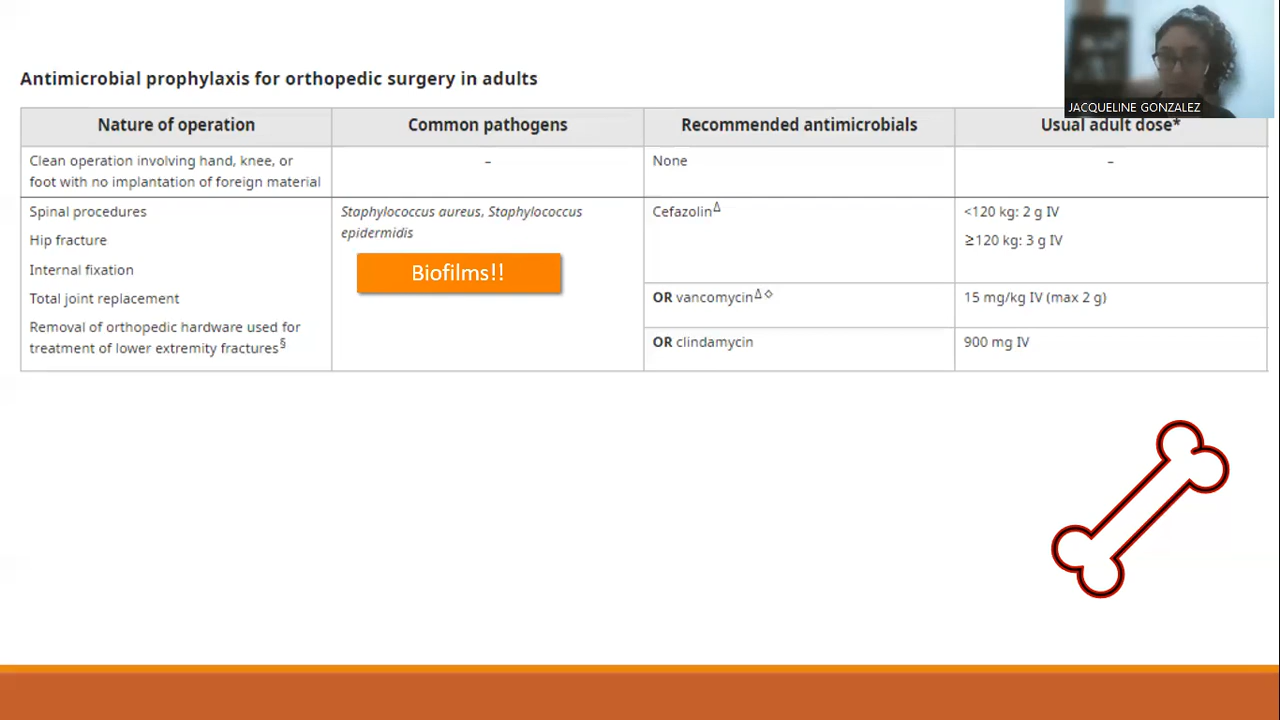 JACQUELINE GONZALEZ
Antimicrobial prophylaxis for orthopedic surgery in adults
Nature of operation
Common pathogens
Recommended antimicrobials
Usual adult dose*
Clean operation involving hand, knee, or
foot with no implantation of foreign material
–
None
–
Spinal procedures
Hip fracture
Internal fixation
Total joint replacement
Removal of orthopedic hardware used for
treatment of lower extremity fractures§
Staphylococcus aureus, Staphylococcus
epidermidis
Biofilms!!
CefazolinΔ
<120 kg: 2 g IV
≥120 kg: 3 g IV
OR vancomycinΔ◇
15 mg/kg IV (max 2 g)
OR clindamycin
900 mg IV